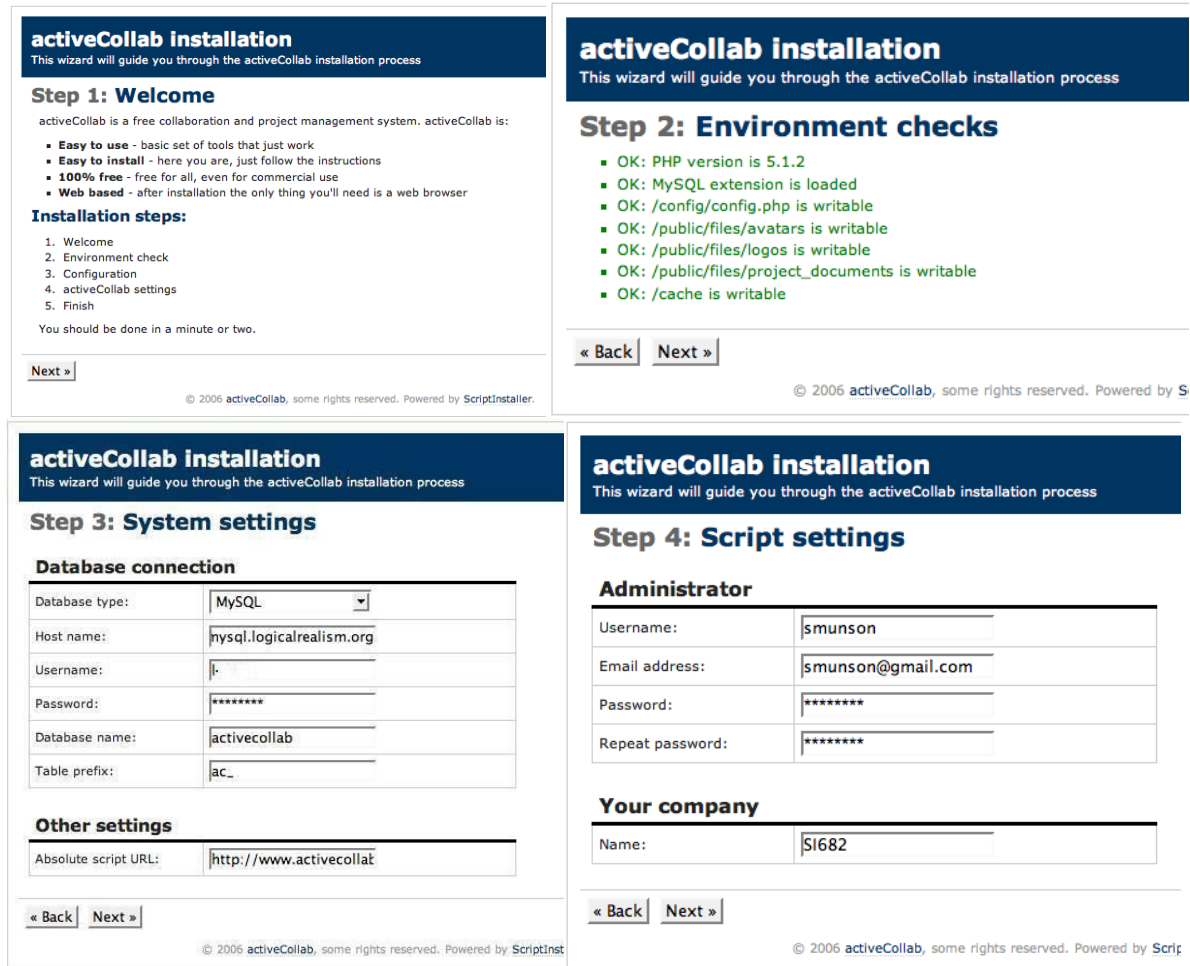 activeCollab installation
This wizard will guide you through the activeCollab installation process
Step 1: Welcome
activeCollab is a free collaboration and project management system. activeCollab is:
Easy to use - basic set of tools that just work
Easy to install - here you are, just follow the instructions
100% free - free for all, even for commercial use
Web based - after installation the only thing you'll need is a web browser
Installation steps:
1. Welcome
2. Environment check
3. Configuration
4. activeCollab settings
5. Finish
You should be done in a minute or two.
Next »
© 2006 activeCollab, some rights reserved. Powered by ScriptInstaller.
activeCollab installation
This wizard will guide you through the activeCollab installation process
Step 2: Environment checks
OK: PHP version is 5.1.2
OK: MySQL extension is loaded
OK: /config/config.php is writable
OK: /public/files/avatars is writable
OK: /public/files/logos is writable
OK: /public/files/project_documents is writable
OK: /cache is writable
« Back Next »
© 2006 activeCollab, some rights reserved. Powered by
activeCollab installation
This wizard will guide you through the activeCollab installation process
Step 3: System settings
Database connection
Database type: MySQL
Host name: nysql.logicalrealism.org
Username:
Password: ********
Database name: activecollab
Table prefix: ac_
Other settings
Absolute script URL: http://www.activecollab
« Back Next »
© 2006 activeCollab, some rights reserved. Powered by ScriptInst
activeCollab installation
This wizard will guide you through the activeCollab installation process
Step 4: Script settings
Administrator
Username: smunson
Email address: smunson@gmail.com
Password: ********
Repeat password: ********
Your company
Name: SI682
« Back Next »
© 2006 activeCollab, some rights reserved. Powered by Scrip